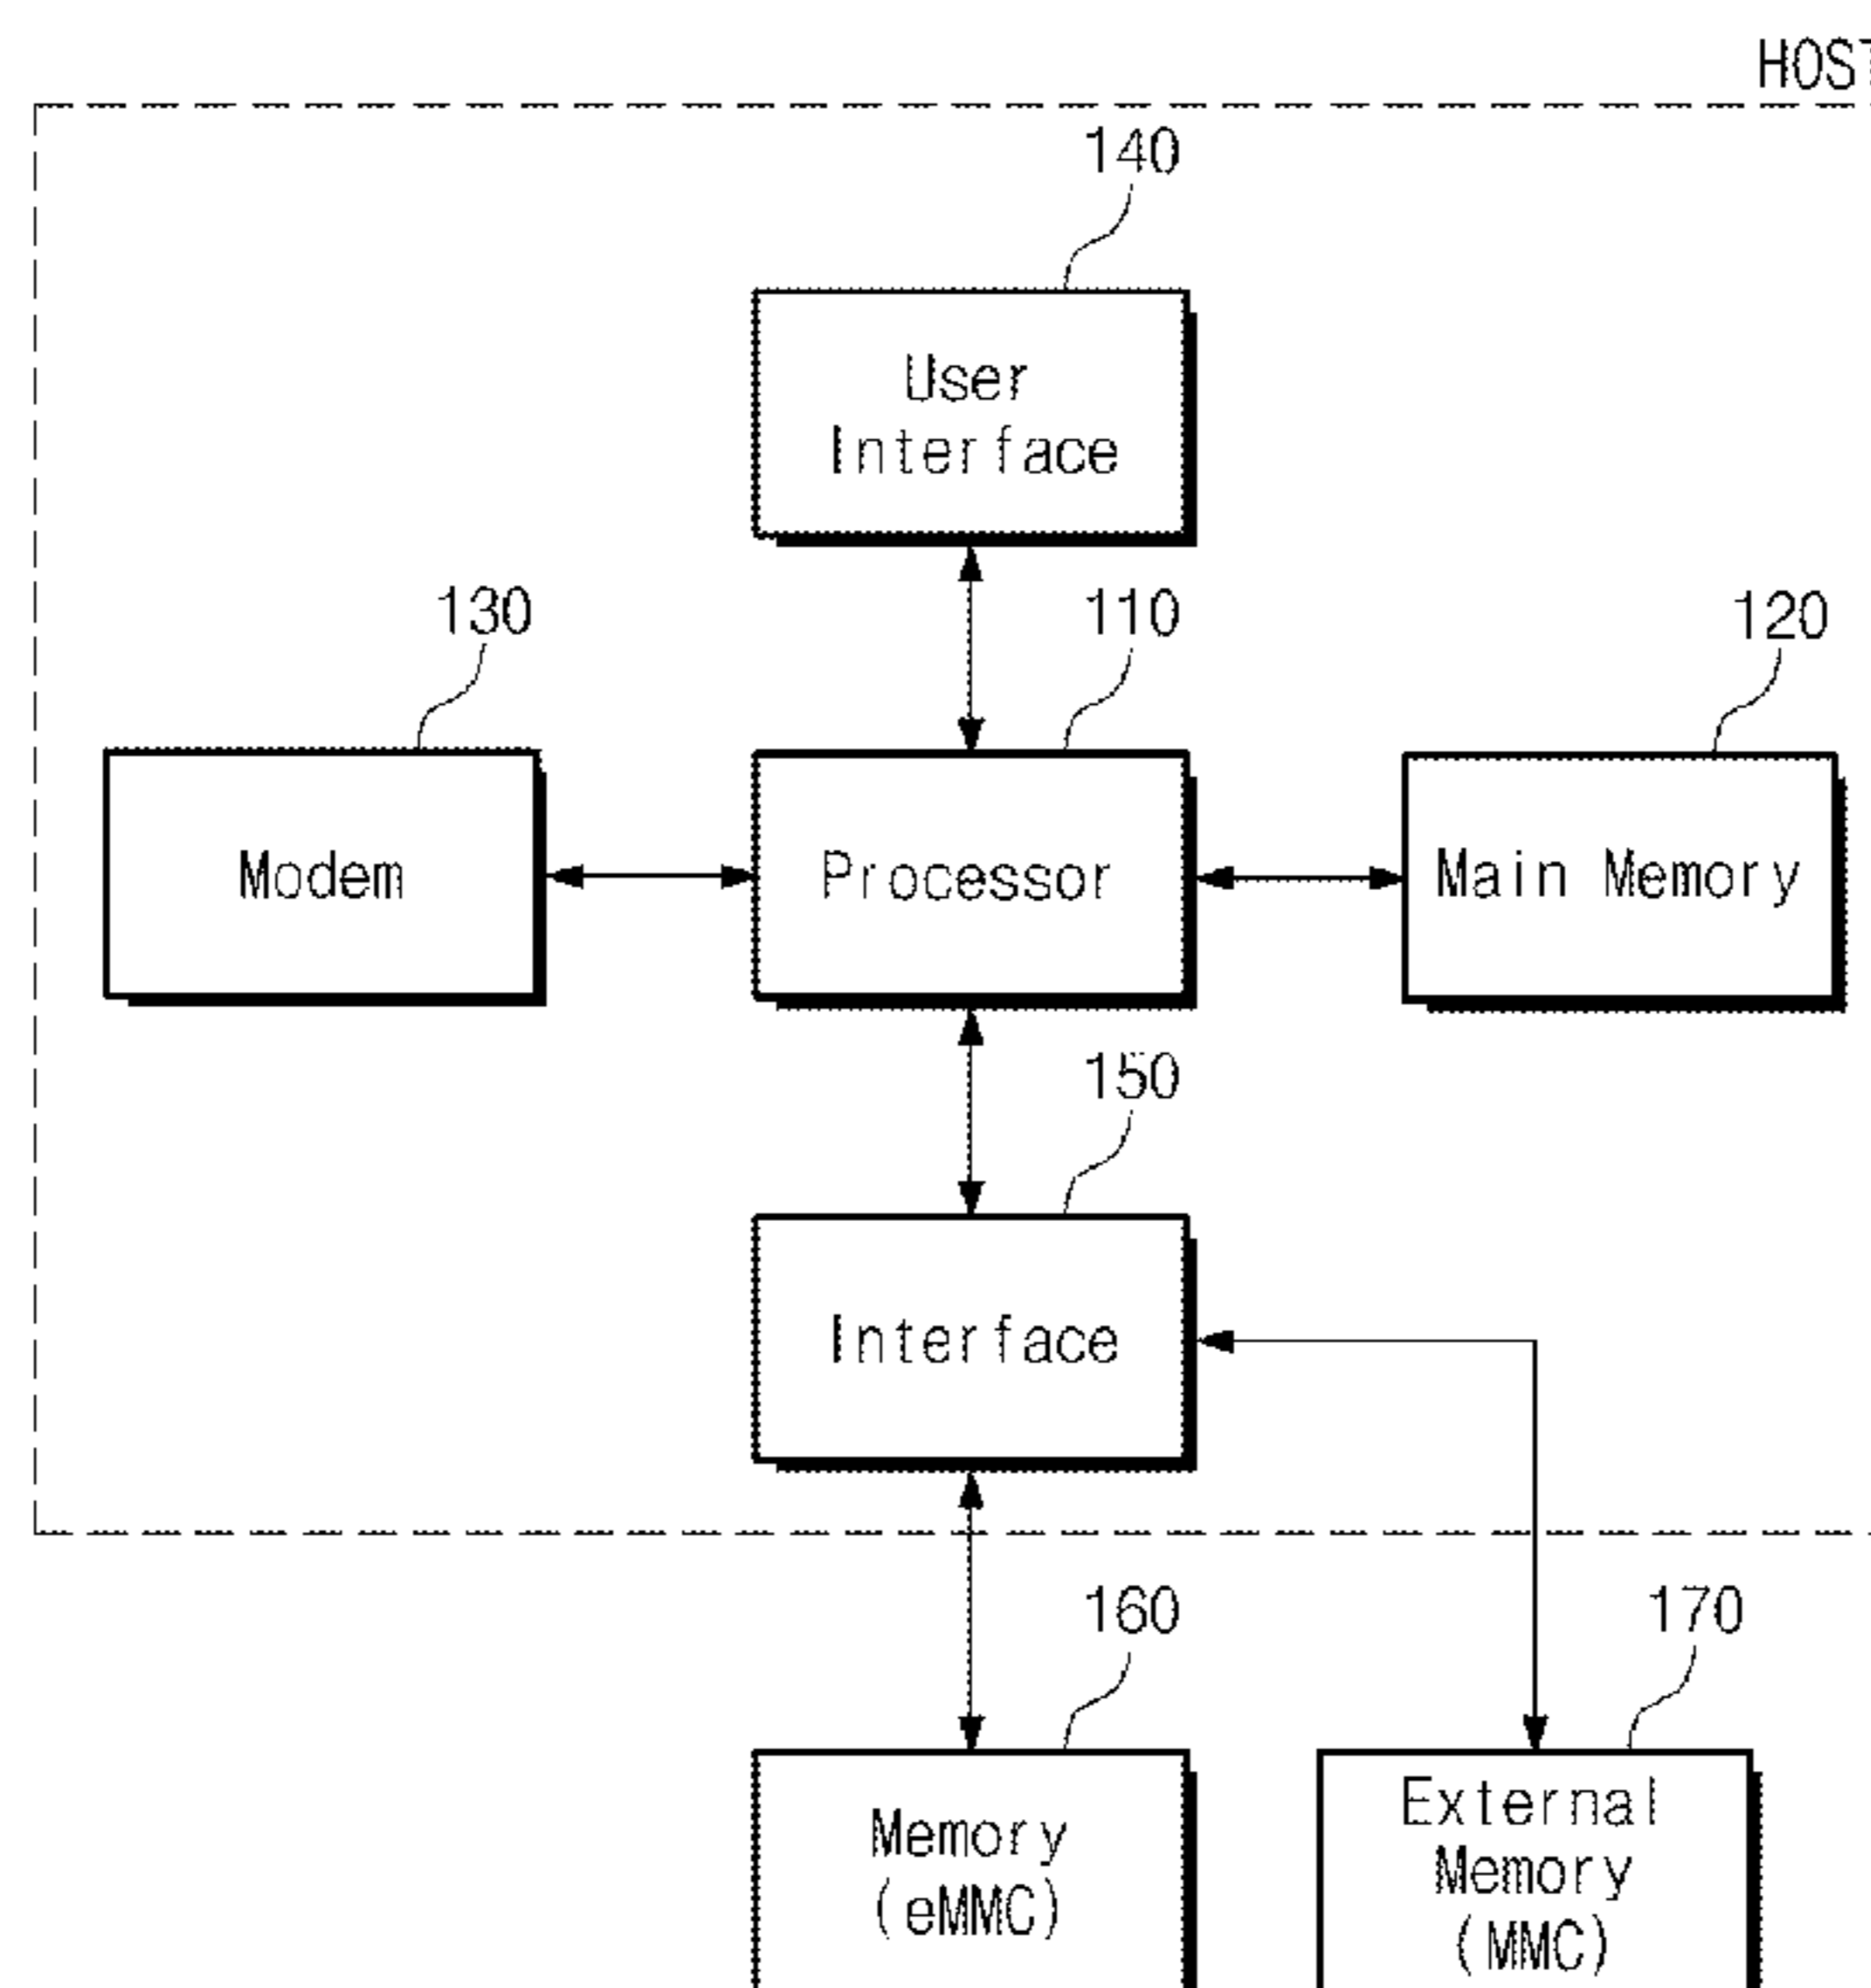 HOST
140
User
Interface
130
110
120
Modem
Processor
Main Memory
150
Interface
160
170
Memory
(eMMC)
External
Memory
(MMC)